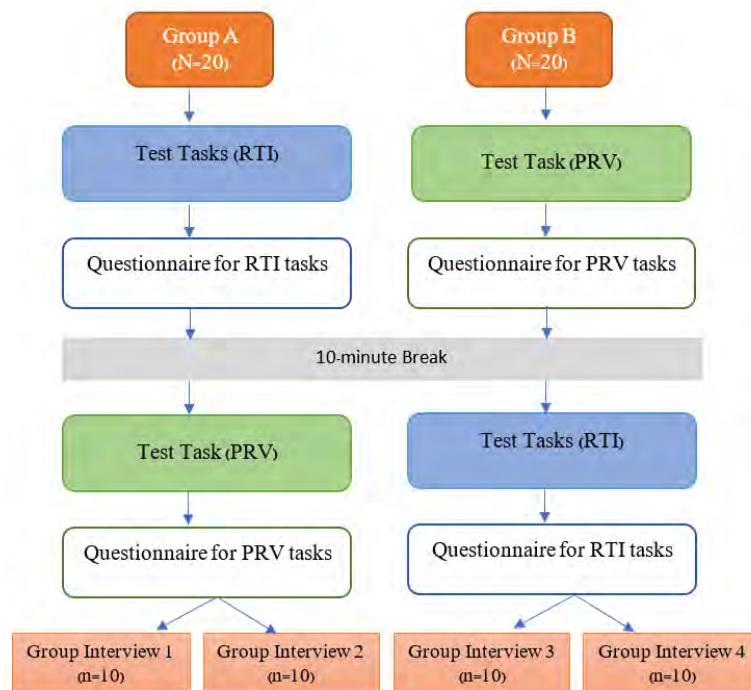 Group A
(N=20)
Group B
(N=20)
Test Tasks (RTI)
Test Task (PRV)
Questionnaire for RTI tasks
Questionnaire for PRV tasks
10-minute Break
Test Task (PRV)
Test Tasks (RTI)
Questionnaire for PRV tasks
Questionnaire for RTI tasks
Group Interview 1
(n=10)
Group Interview 2
(n=10)
Group Interview 3
(n=10)
Group Interview 4
(n=10)